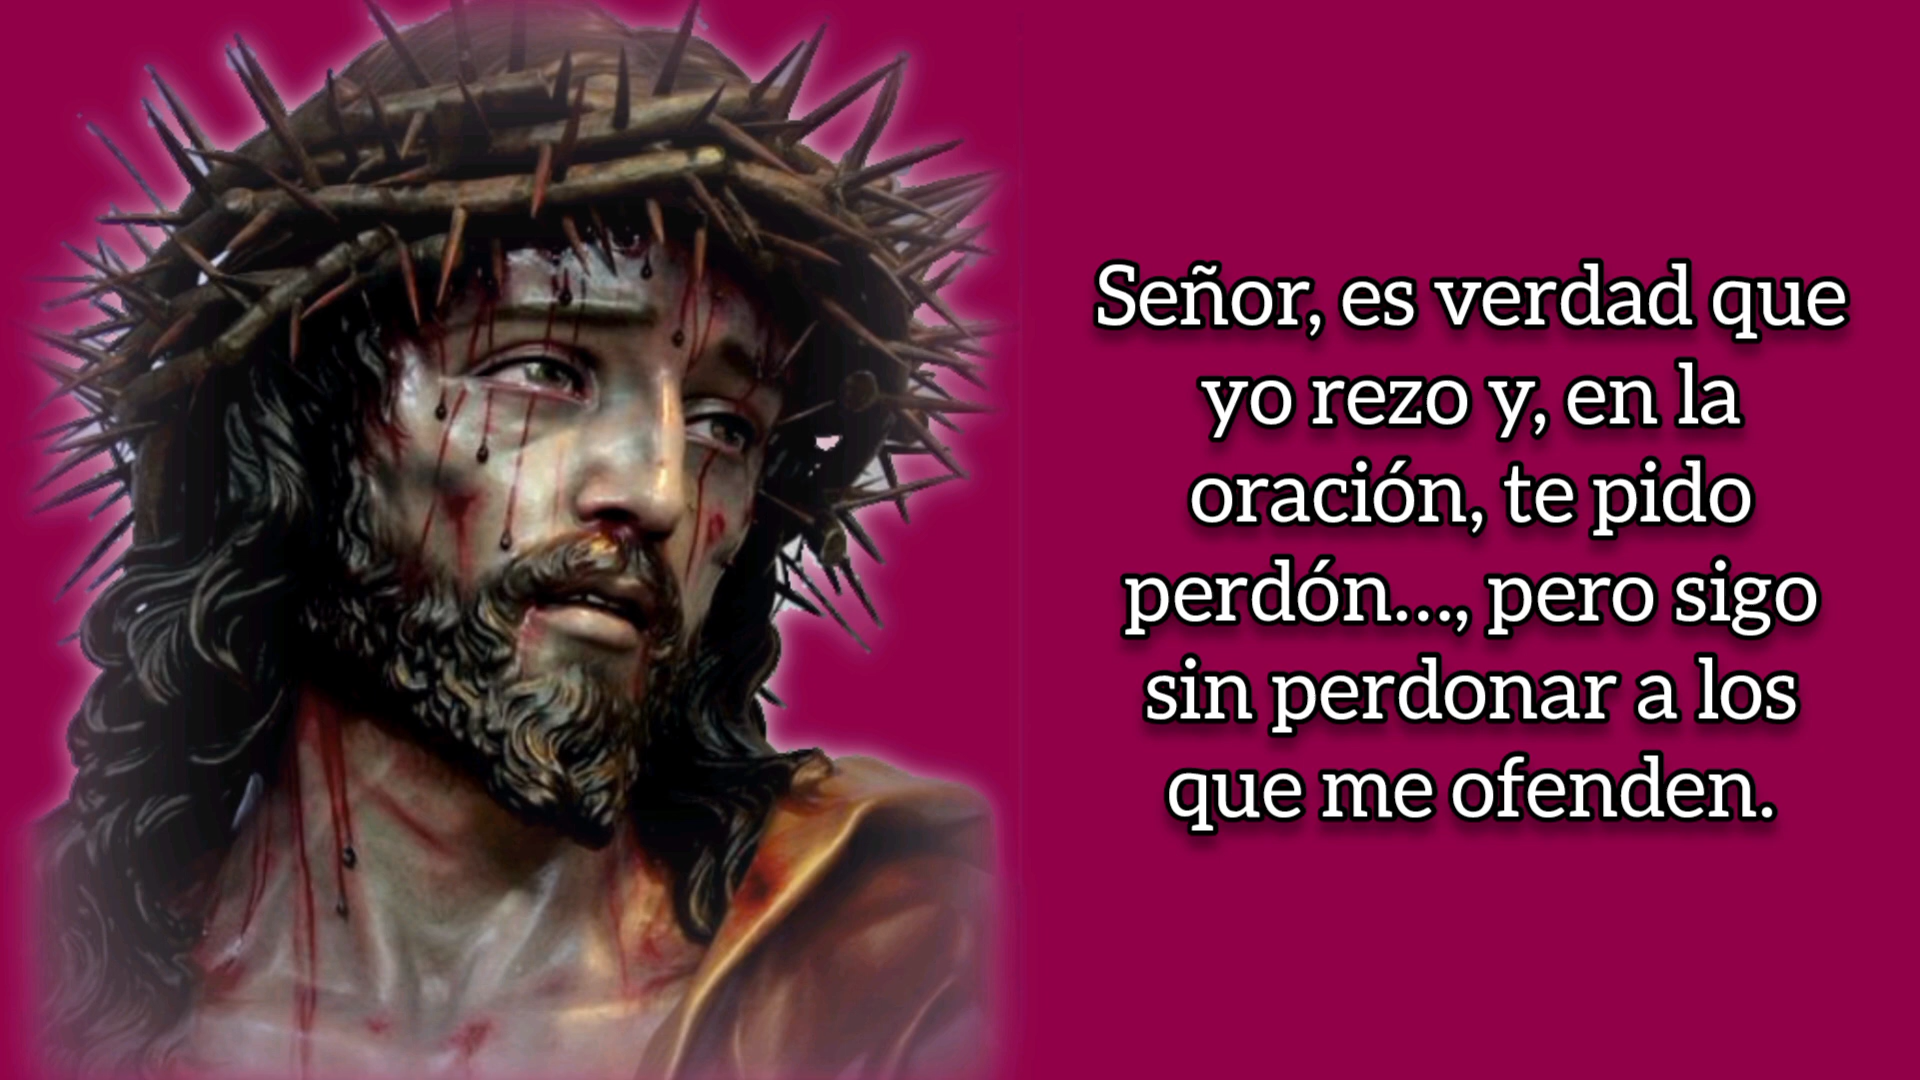 Señor, es verdad que
yo rezo y, en la
oración, te pido
perdón..., pero sigo
sin perdonar a los
que me ofenden.